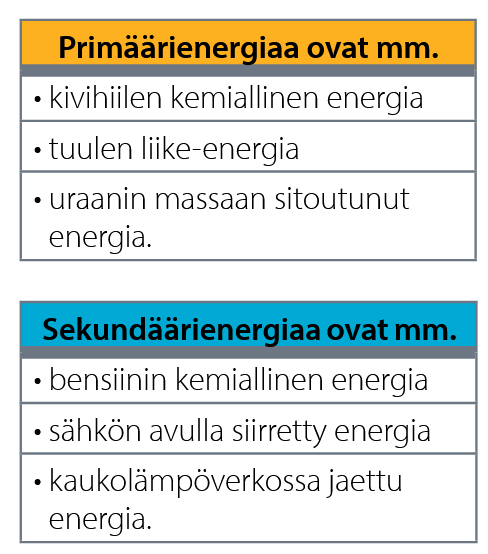 Primäärienergiaa ovat mm.
• kivihiilen kemiallinen energia
• tuulen liike-energia
• uraanin massaan sitoutunut
energia.
Sekundäärienergiaa ovat mm.
• bensiinin kemiallinen energia
• sähkön avulla siirretty energia
• kaukolämpöverkossa jaettu
energia.